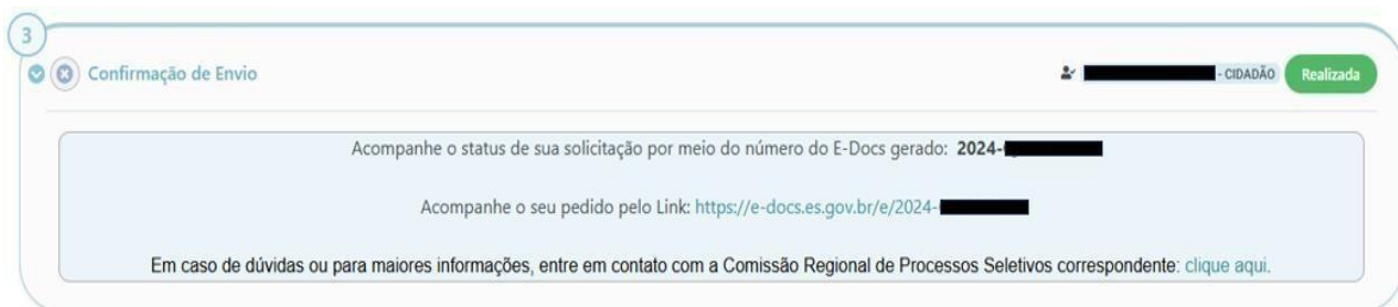 3
Confirmação de Envio
- CIDADÃO
Realizada
Acompanhe o status de sua solicitação por meio do número do E-Docs gerado: 2024-
Acompanhe o seu pedido pelo Link: https://e-docs.es.gov.br/e/2024-
Em caso de dúvidas ou para maiores informações, entre em contato com a Comissão Regional de Processos Seletivos correspondente: clique aqui.